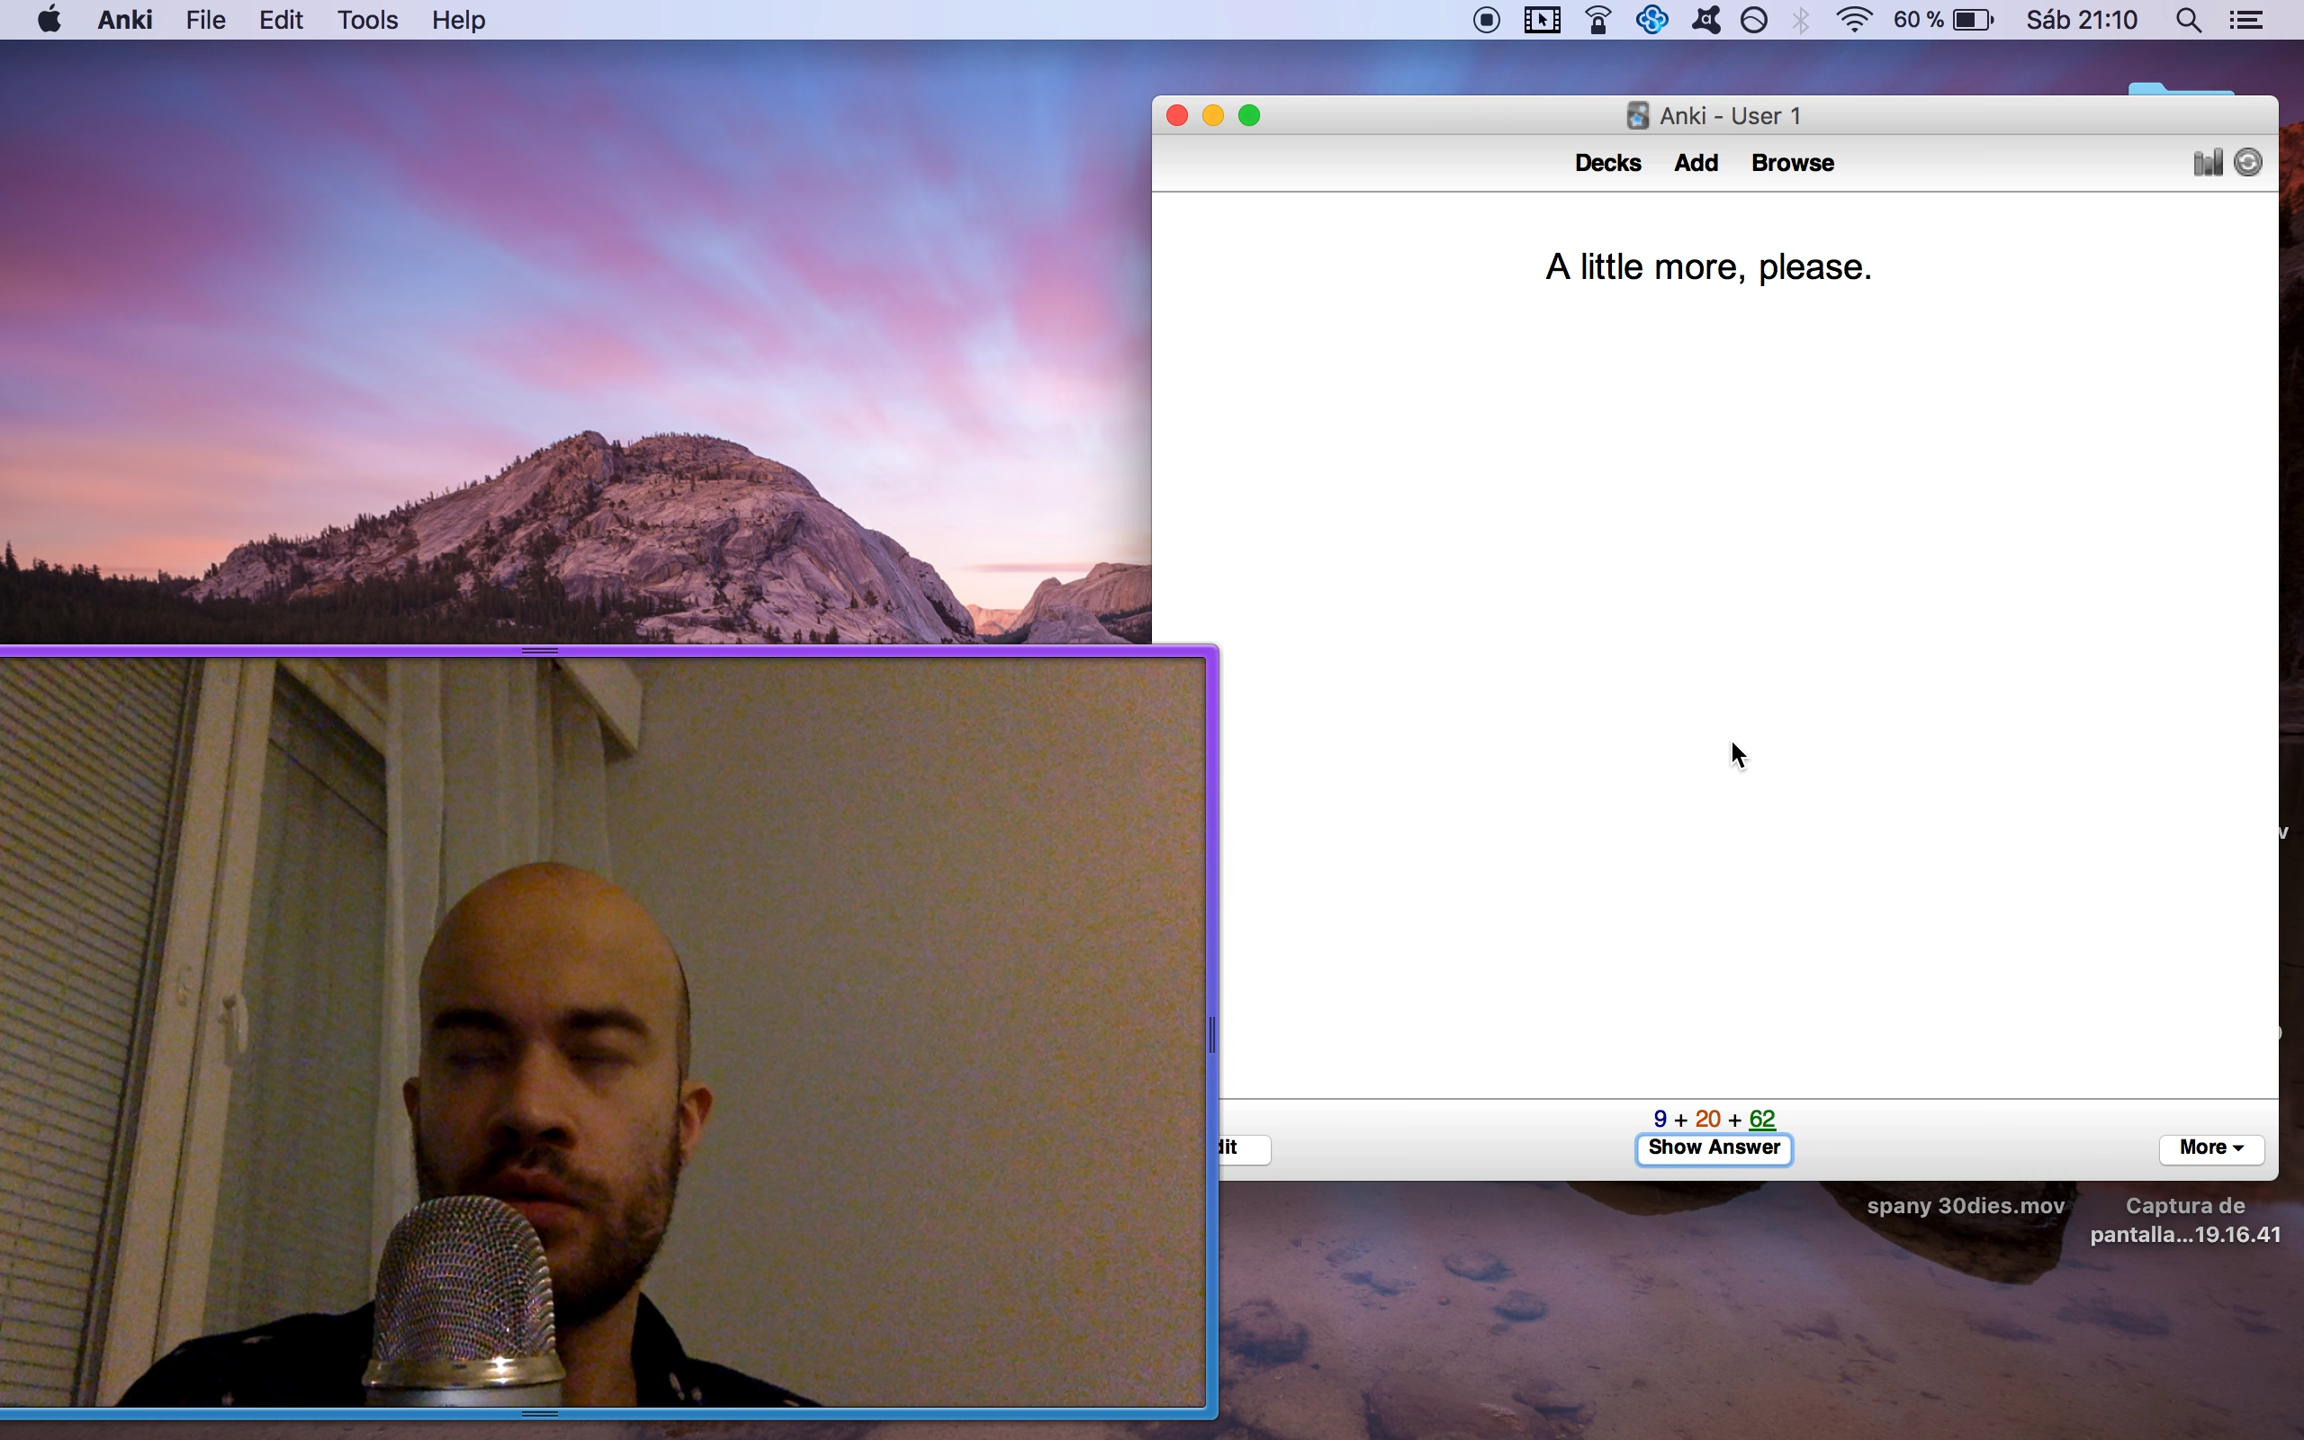 Anki File Edit Tools Help 60 % Sáb 21:10
Anki - User 1
Decks Add Browse
A little more, please.
9 + 20 + 62
Show Answer
More
spany 30dies.mov
Captura de
pantalla...19.16.41